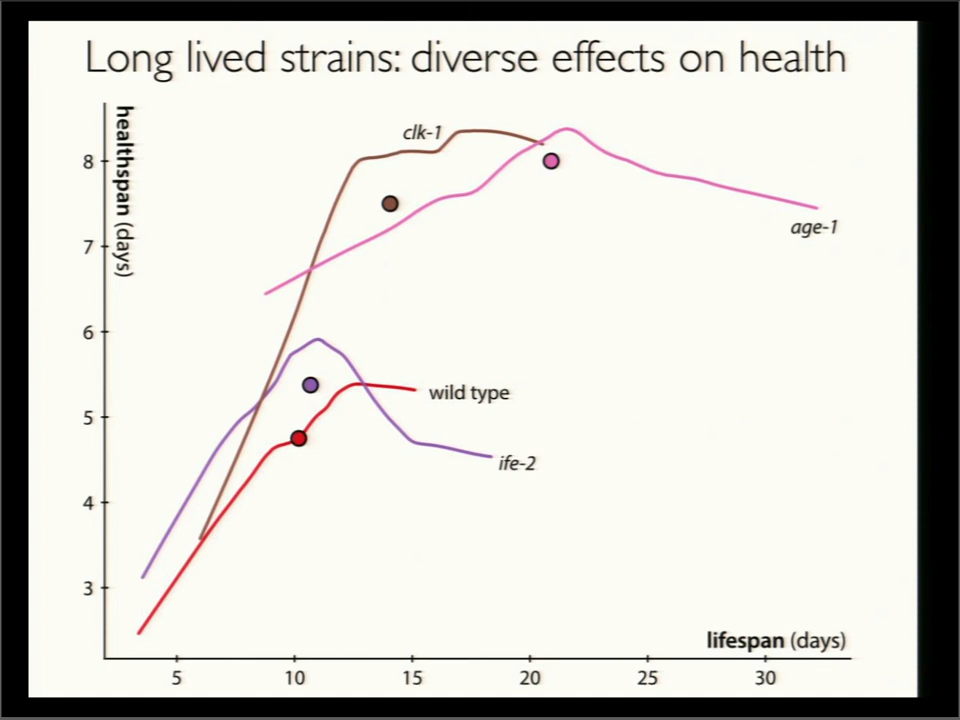 Long lived strains: diverse effects on health
healthspan (days)
clk-1
8
7
age-1
6
wild type
5
ife-2
4
3
lifespan (days)
5 10 15 20 25 30